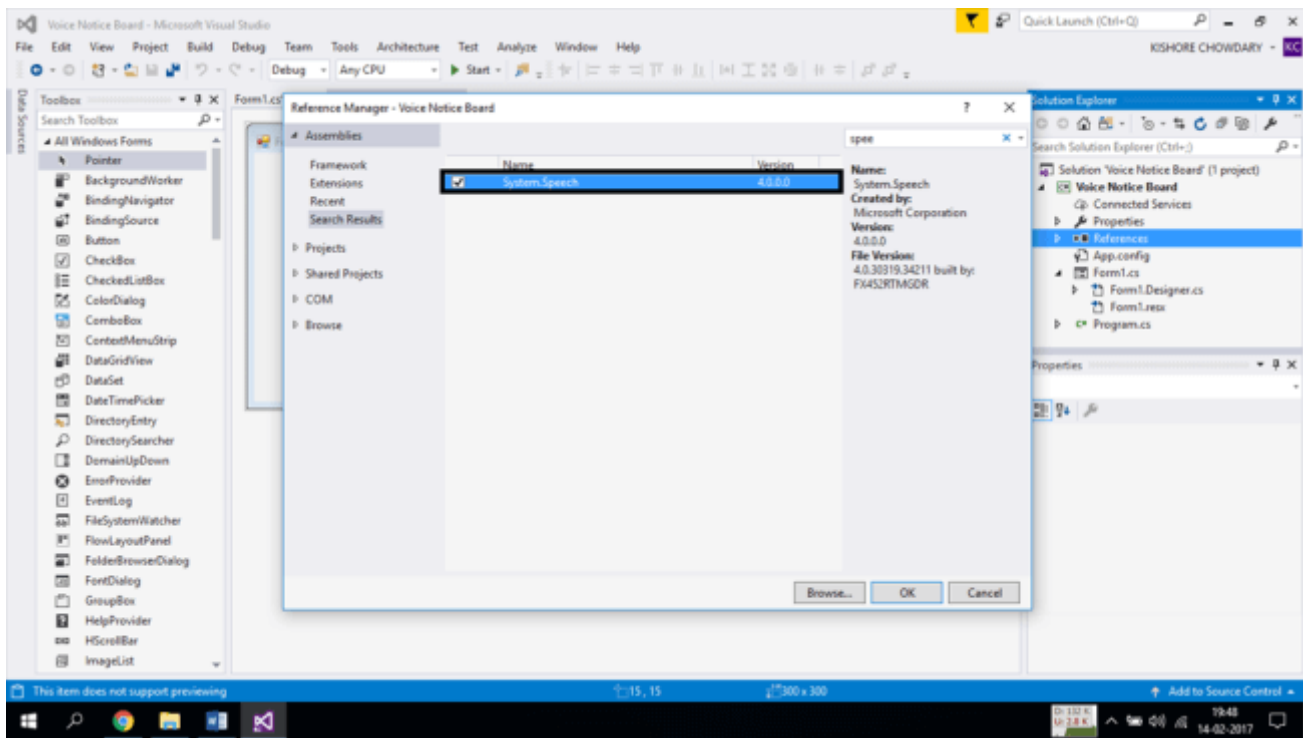 Voice Notice Board - Microsoft Visual Studio
Quick Launch (Ctrl+Q)
File Edit View Project Build Debug Team Tools Architecture Test Analyze Window Help
KISHORE CHOWDARY
KC
Debug
Any CPU
Start
Data Sources
Toolbox
Search Toolbox
All Windows Forms
Pointer
BackgroundWorker
BindingNavigator
BindingSource
Button
CheckBox
CheckedListBox
ColorDialog
ComboBox
ContextMenuStrip
DataGridView
DataSet
DateTimePicker
DirectoryEntry
DirectorySearcher
DomainUpDown
ErrorProvider
EventLog
FileSystemWatcher
FlowLayoutPanel
FolderBrowserDialog
FontDialog
GroupBox
HelpProvider
HScrollBar
ImageList
Form1.cs
Reference Manager - Voice Notice Board
?
Assemblies
Framework
Extensions
Recent
Search Results
Projects
Shared Projects
COM
Browse
Name Version
System.Speech 4.0.0.0
spee
Name:
System.Speech
Created by:
Microsoft Corporation
Version:
4.0.0.0
File Version:
4.0.30319.34211 built by:
FX452RTMGDR
Browse...
OK
Cancel
Solution Explorer
Search Solution Explorer (Ctrl+;)
Solution 'Voice Notice Board' (1 project)
Voice Notice Board
Connected Services
Properties
References
App.config
Form1.cs
Form1.Designer.cs
Form1.resx
Program.cs
Properties
This item does not support previewing
15 , 15
300 x 300
Add to Source Control
D: 132 K
U: 2.8 K
19:48
14-02-2017